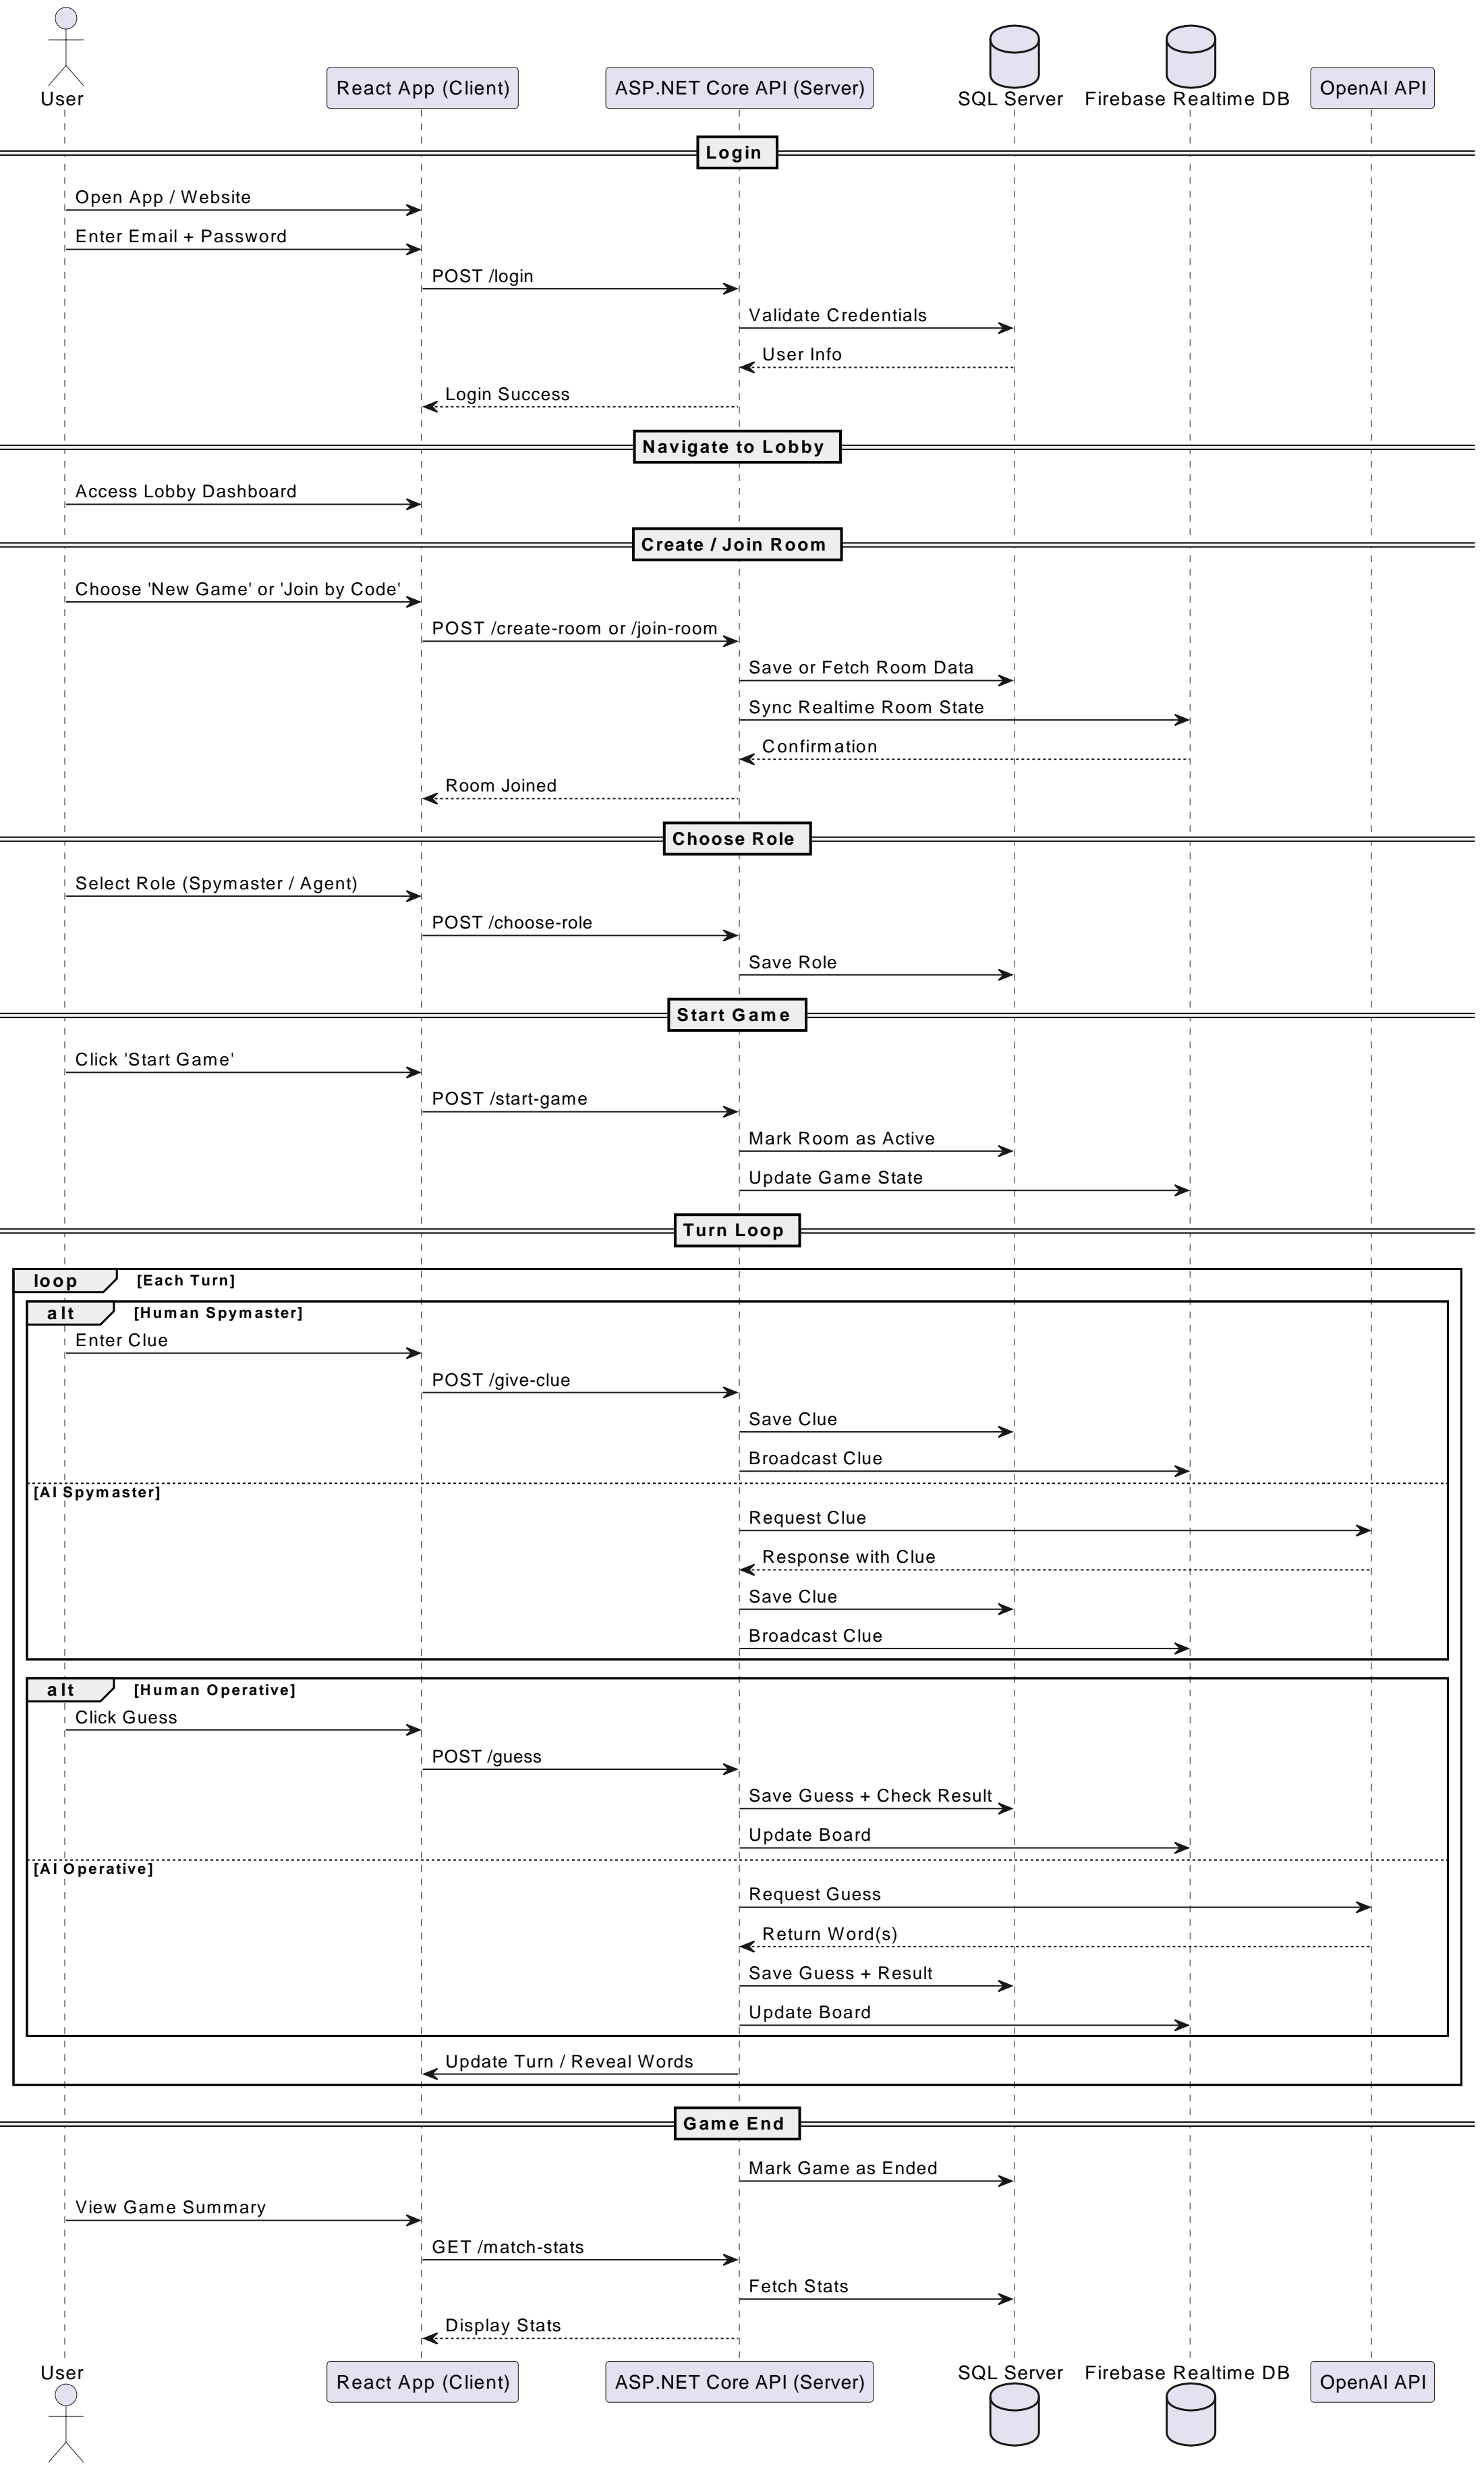 User
React App (Client)
ASP.NET Core API (Server)
SQL Server
Firebase Realtime DB
OpenAI API
Login
Open App / Website
Enter Email + Password
POST /login
Validate Credentials
User Info
Login Success
Navigate to Lobby
Access Lobby Dashboard
Create / Join Room
Choose 'New Game' or 'Join by Code'
POST /create-room or /join-room
Save or Fetch Room Data
Sync Realtime Room State
Confirmation
Room Joined
Choose Role
Select Role (Spymaster / Agent)
POST /choose-role
Save Role
Start Game
Click 'Start Game'
POST /start-game
Mark Room as Active
Update Game State
Turn Loop
loop [Each Turn]
alt [Human Spymaster]
Enter Clue
POST /give-clue
Save Clue
Broadcast Clue
[AI Spymaster]
Request Clue
Response with Clue
Save Clue
Broadcast Clue
alt [Human Operative]
Click Guess
POST /guess
Save Guess + Check Result
Update Board
[AI Operative]
Request Guess
Return Word(s)
Save Guess + Result
Update Board
Update Turn / Reveal Words
Game End
Mark Game as Ended
View Game Summary
GET /match-stats
Fetch Stats
Display Stats
User
React App (Client)
ASP.NET Core API (Server)
SQL Server
Firebase Realtime DB
OpenAI API